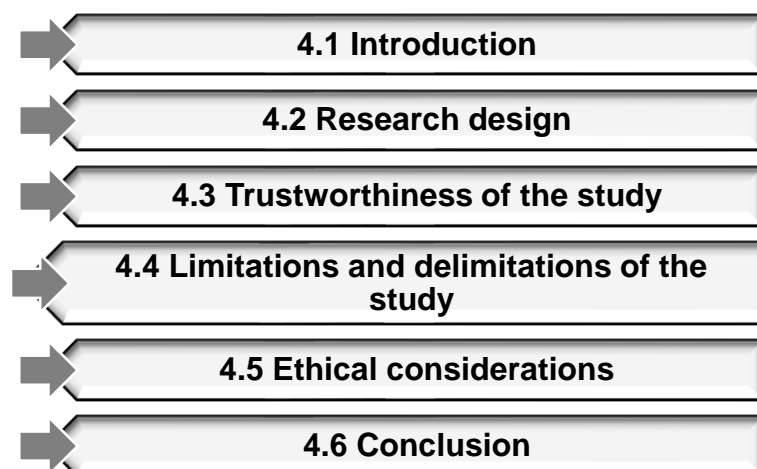 4.1 Introduction
4.2 Research design
4.3 Trustworthiness of the study
4.4 Limitations and delimitations of the
study
4.5 Ethical considerations
4.6 Conclusion